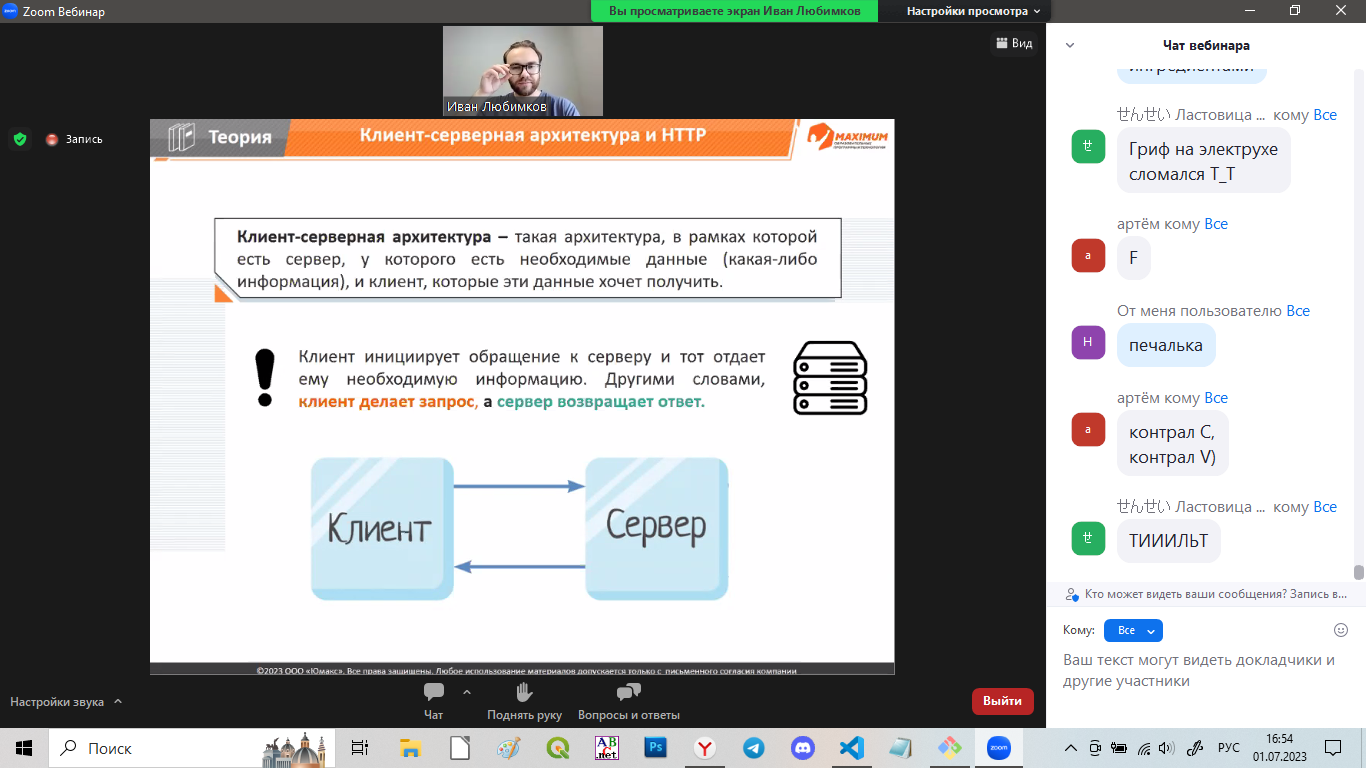 Zoom Вебинар
Вы просматриваете экран Иван Любимков
Настройки просмотра
Вид
Запись
Иван Любимков
Теория
Клиент-серверная архитектура и HTTP
MAXIMUM
Клиент-серверная архитектура – такая архитектура, в рамках которой
есть сервер, у которого есть необходимые данные (какая-либо
информация), и клиент, которые эти данные хочет получить.
Клиент инициирует обращение к серверу и тот отдает
ему необходимую информацию. Другими словами,
клиент делает запрос, а сервер возвращает ответ.
Клиент
Сервер
©2023 ООО «Юмакс». Все права защищены. Любое использование материалов допускается только с письменного согласия компании
Настройки звука
Чат
Поднять руку
Вопросы и ответы
Выйти
Чат вебинара
せんせい Ластовица ... кому Все
せ
Гриф на электрухе
сломался T_T
артём кому Все
а
F
От меня пользователю Все
Н
печалька
артём кому Все
а
контрал С,
контрал V)
せんせい Ластовица ... кому Все
せ
ТИИИЛЬТ
Кто может видеть ваши сообщения? Запись в...
Кому:
Все
Ваш текст могут видеть докладчики и
другие участники
Поиск
AB
C
.net
Ps
Y
zoom
РУС
16:54
01.07.2023